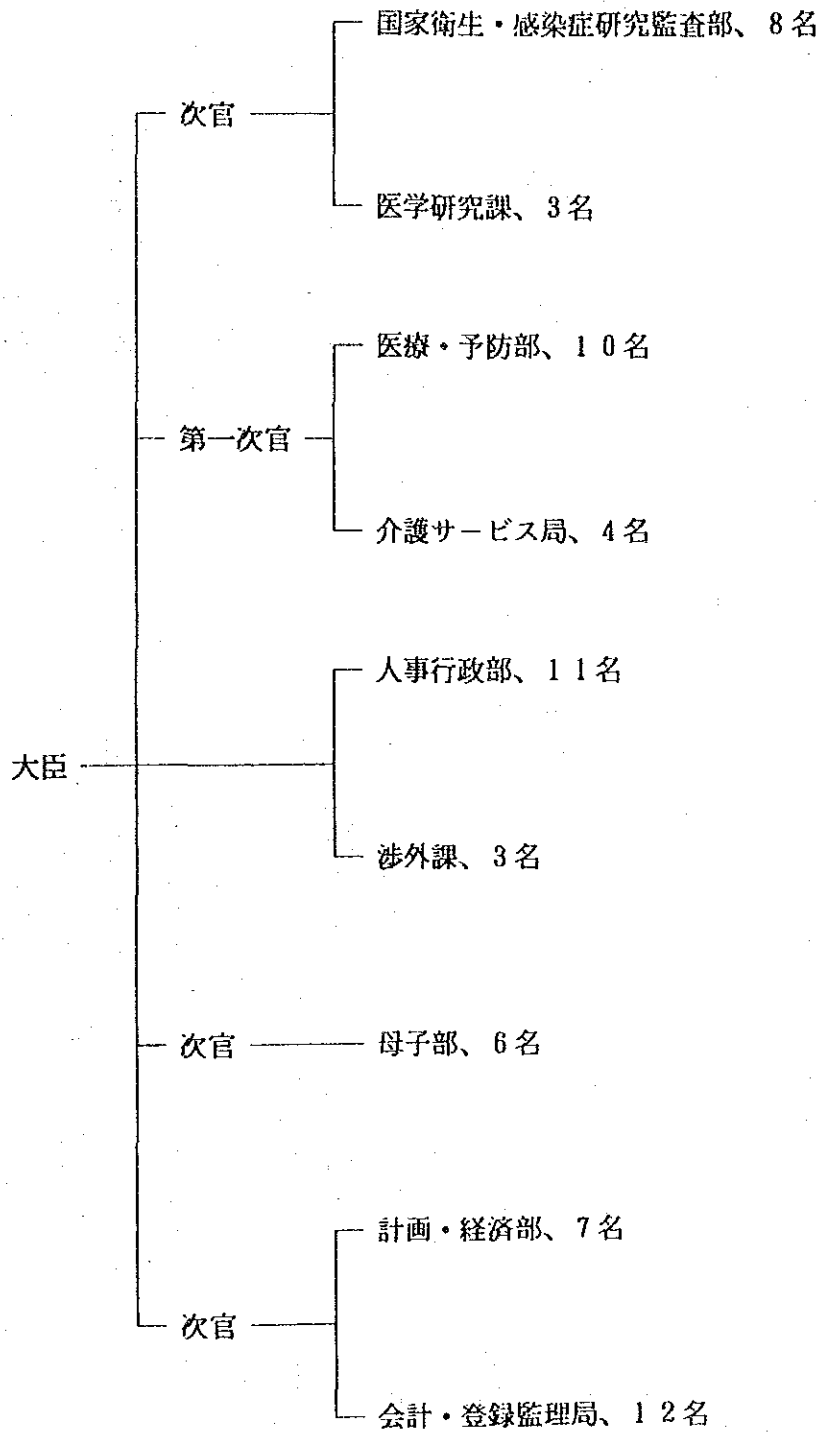 国家衛生・感染症研究監査部、8名
次官
医学研究課、3名
医療・予防部、10名
第一次官
介護サービス局、4名
人事行政部、11名
大臣
渉外課、3名
次官
母子部、6名
計画・経済部、7名
次官
会計・登録監理局、12名